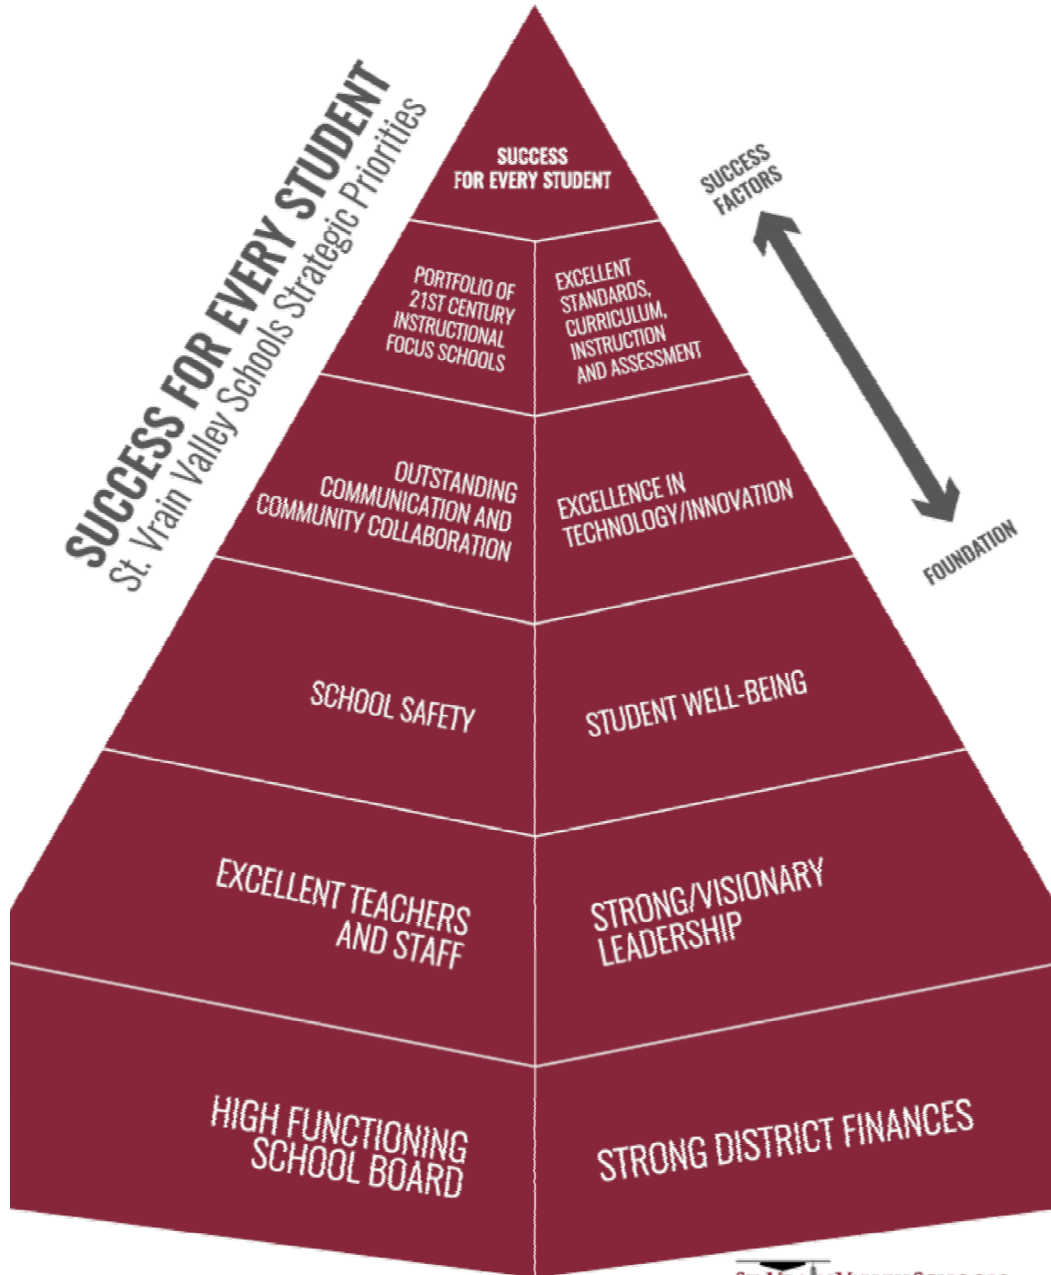 SUCCESS FOR EVERY STUDENT
St. Vrain Valley Schools Strategic Priorities
SUCCESS
FOR EVERY STUDENT
SUCCESS
FACTORS
FOUNDATION
PORTFOLIO OF
21ST CENTURY
INSTRUCTIONAL
FOCUS SCHOOLS
EXCELLENT
STANDARDS,
CURRICULUM,
INSTRUCTION
AND ASSESSMENT
OUTSTANDING
COMMUNICATION AND
COMMUNITY COLLABORATION
EXCELLENCE IN
TECHNOLOGY/INNOVATION
SCHOOL SAFETY
STUDENT WELL-BEING
EXCELLENT TEACHERS
AND STAFF
STRONG/VISIONARY
LEADERSHIP
HIGH FUNCTIONING
SCHOOL BOARD
STRONG DISTRICT FINANCES